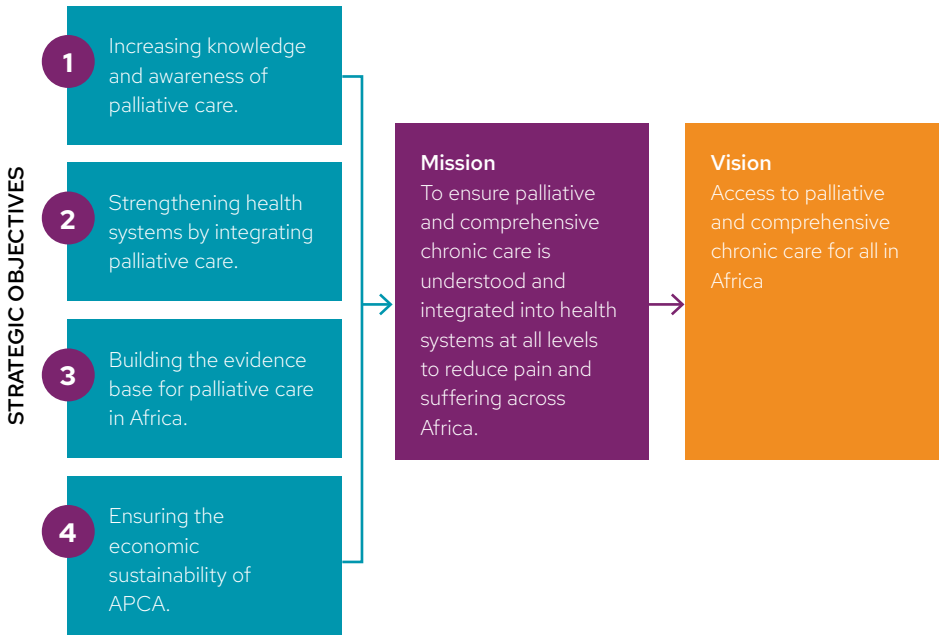 STRATEGIC OBJECTIVES
1
Increasing knowledge
and awareness of
palliative care.
2
Strengthening health
systems by integrating
palliative care.
3
Building the evidence
base for palliative care
in Africa.
4
Ensuring the
economic
sustainability of
APCA.
Mission
To ensure palliative
and comprehensive
chronic care is
understood and
integrated into health
systems at all levels
to reduce pain and
suffering across
Africa.
Vision
Access to palliative
and comprehensive
chronic care for all in
Africa